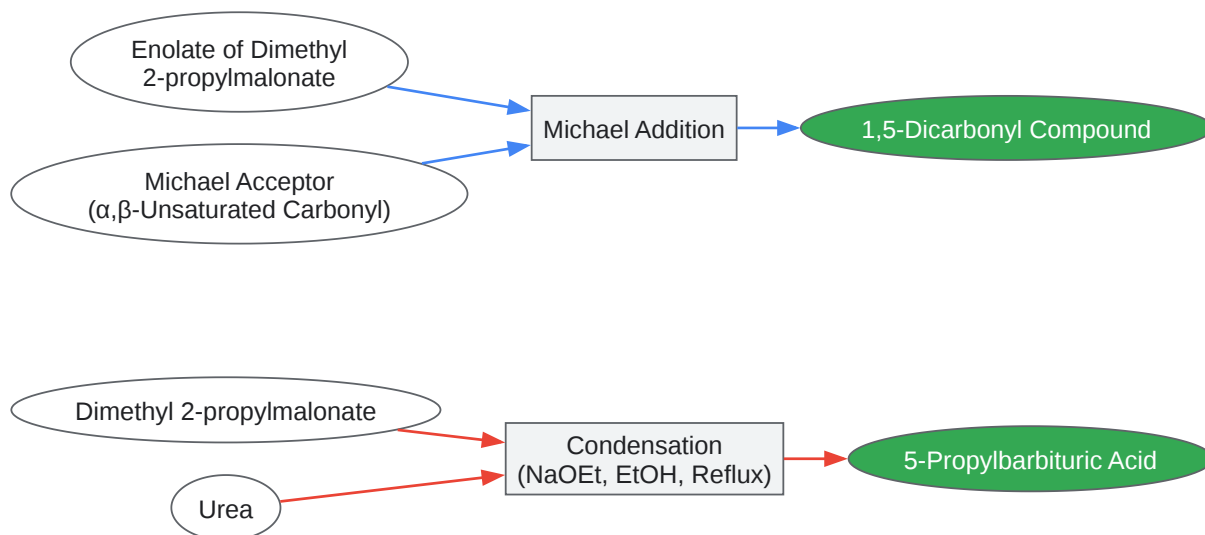 Enolate of Dimethyl
2-propylmalonate
Michael Addition
1,5-Dicarbonyl Compound
Michael Acceptor
(α,β-Unsaturated Carbonyl)
Dimethyl 2-propylmalonate
Condensation
(NaOEt, EtOH, Reflux)
5-Propylbarbituric Acid
Urea